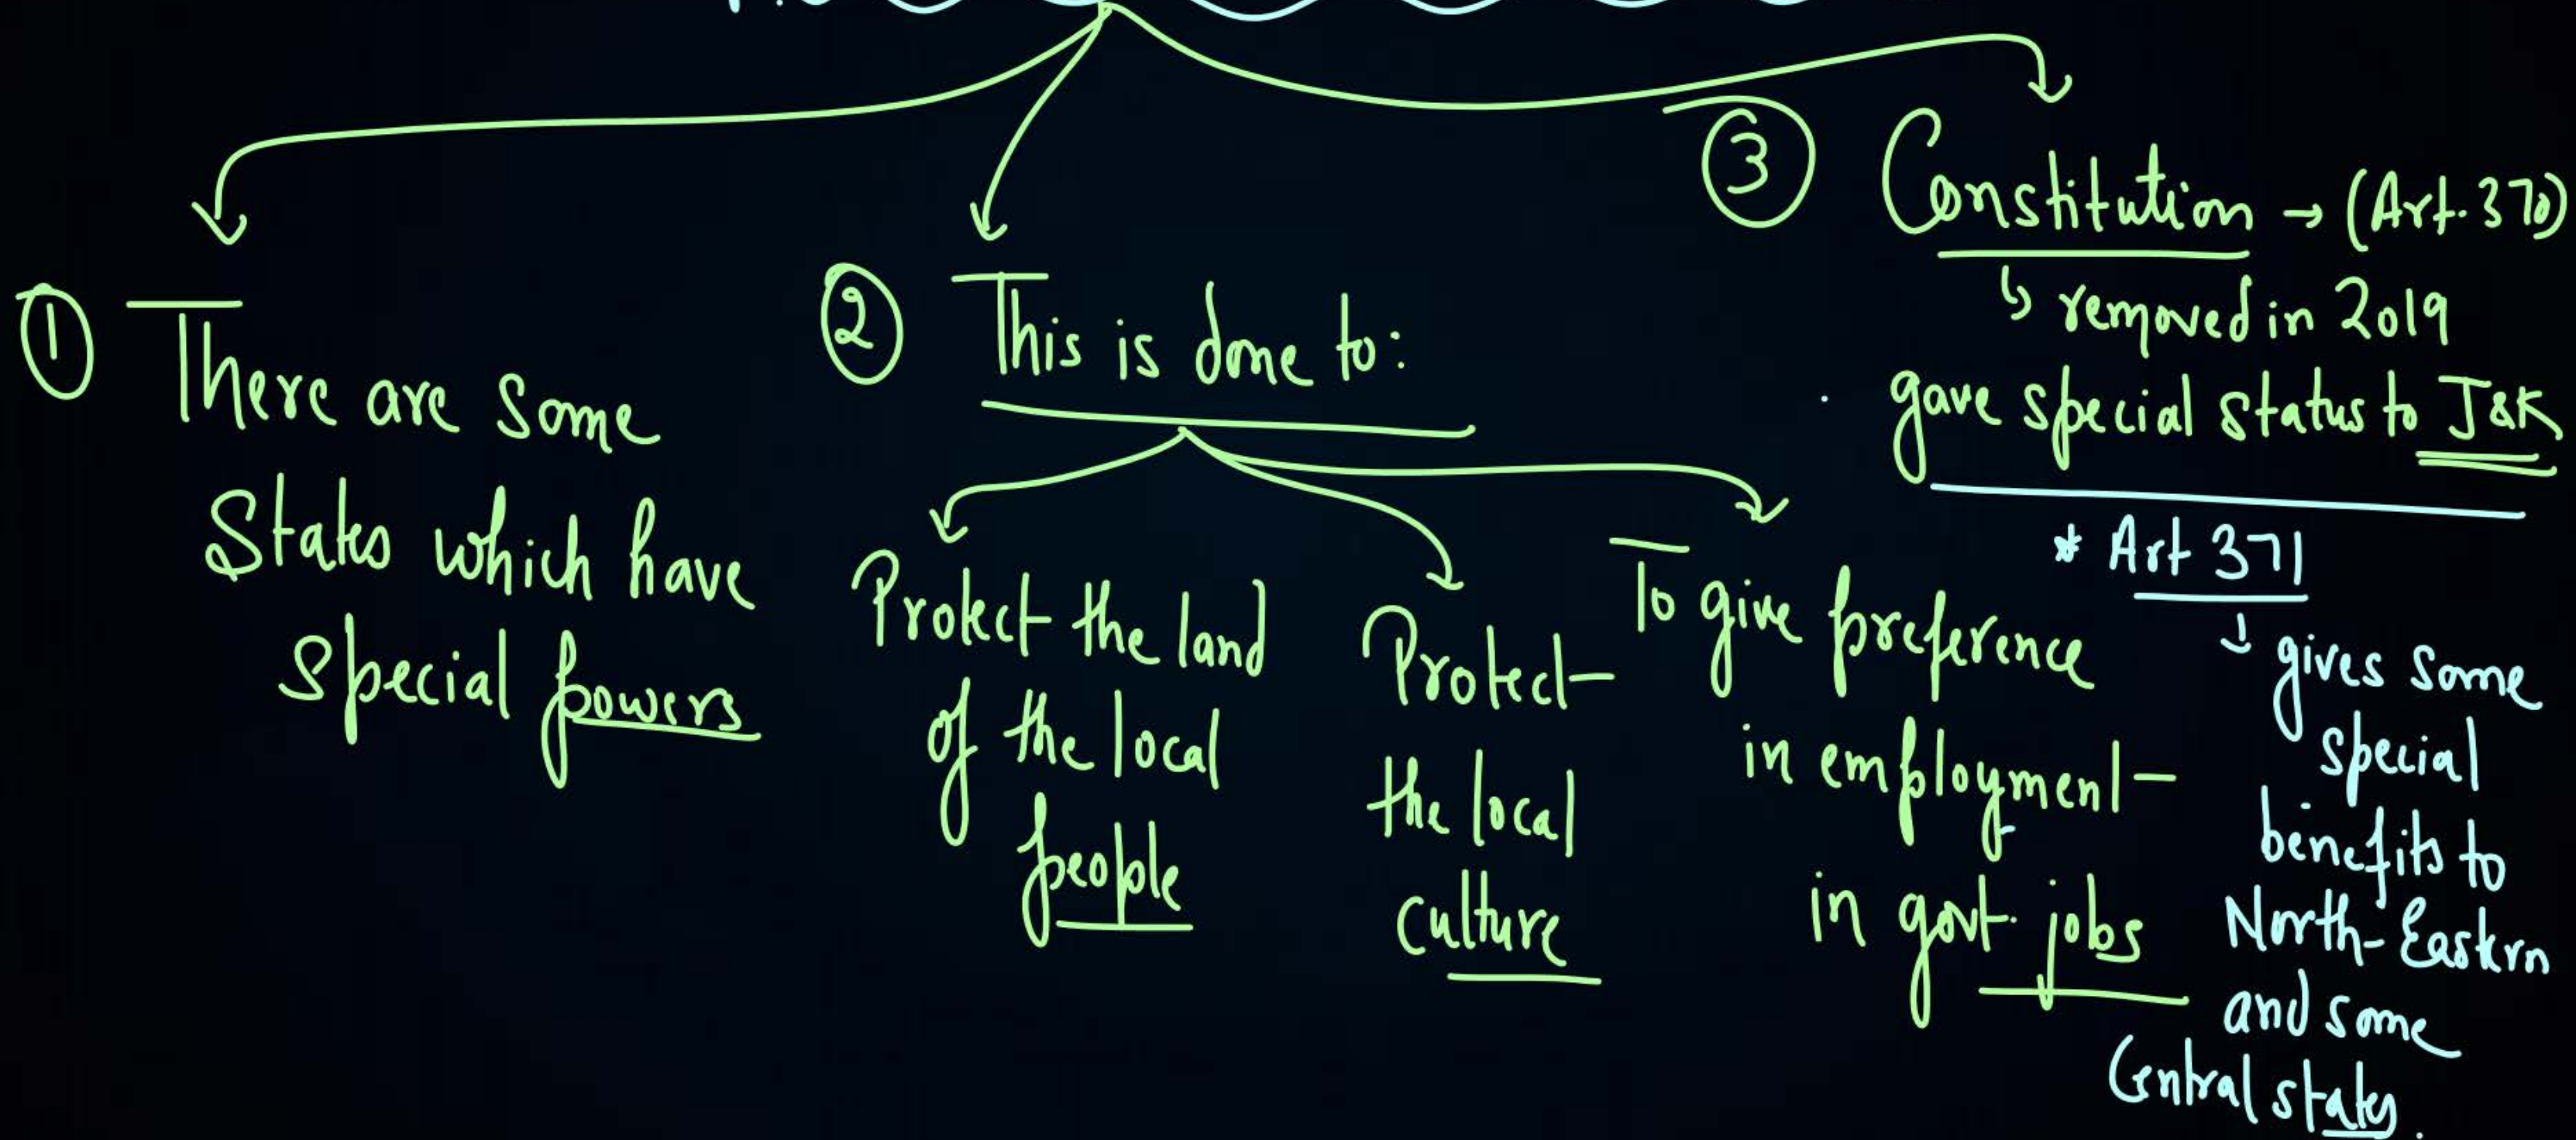 ① There are some
States which have
special powers
② This is done to:
Protect the land
of the local
people
Protect
the local
culture
To give preference
in employment
in govt. jobs
③ Constitution → (Art. 370)
↳ removed in 2019
gave special status to J&K
* Art 371
↓ gives some
special
benefits to
North-Eastern
and some
Central states.